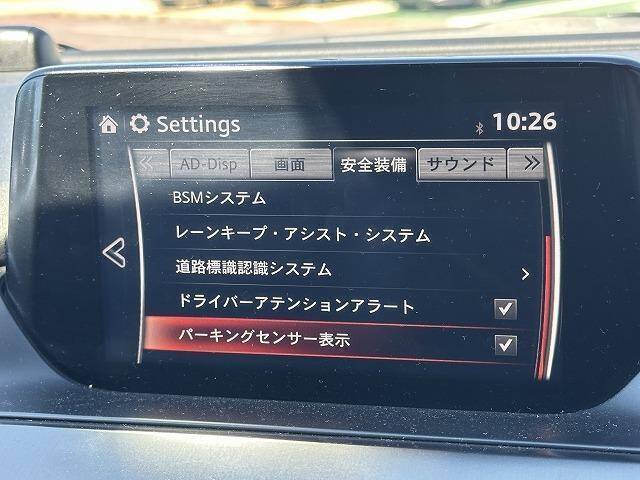 Settings 10:26
AD-Disp 画面 安全装備 サウンド
BSMシステム
レーンキープ・アシスト・システム
道路標識認識システム
ドライバーアテンションアラート
パーキングセンサー表示